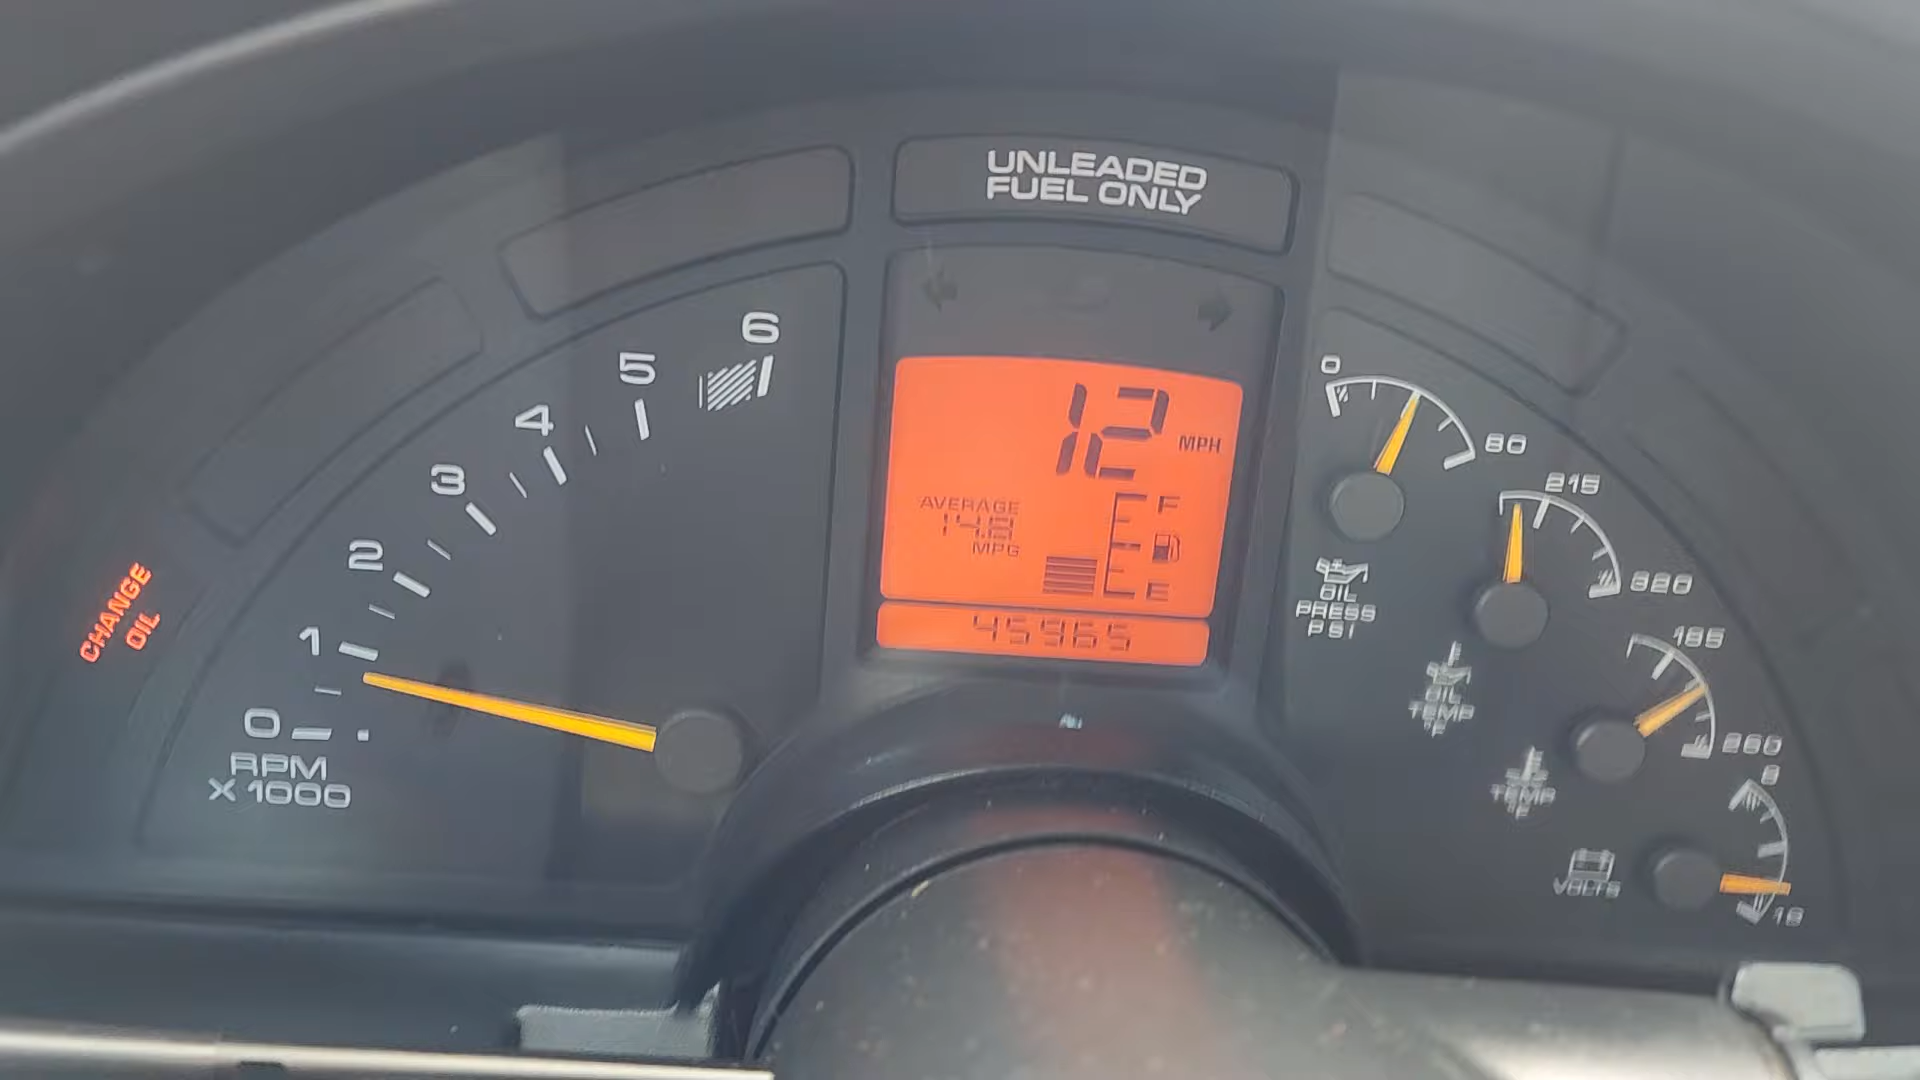 UNLEADED
FUEL ONLY
6
5
4
3
2
1
0
RPM
X 1000
CHANGE
OIL
12 MPH
AVERAGE
14.8
MPG
F
E
45965
0
80
OIL
PRESS
PSI
215
320
OIL
TEMP
°F
185
260
TEMP
°F
8
18
VOLTS